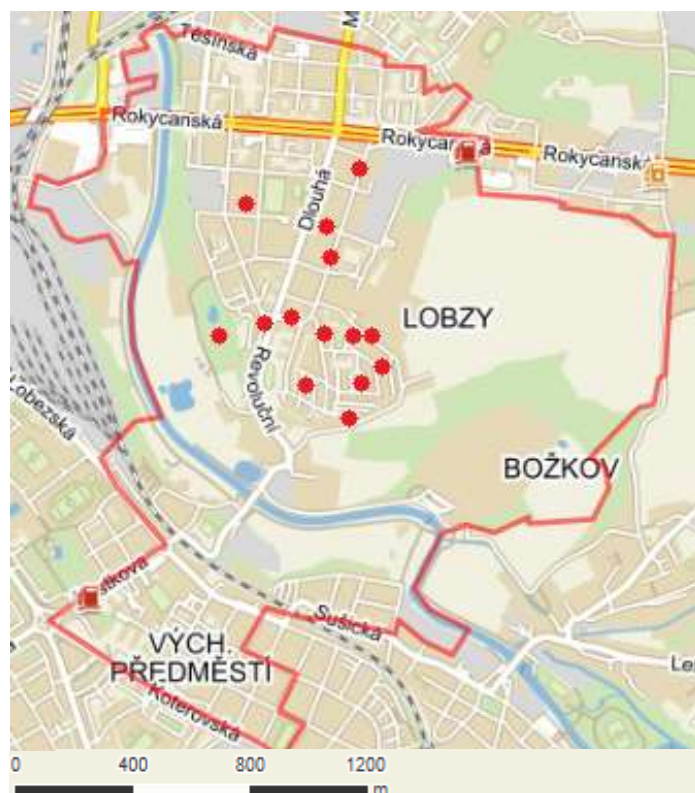 Těšínská
M
Rokycanská
Rokycanská
Rokycanská
Dlouhá
LOBZY
Revoluční
Lobezská
BOŽKOV
Sušická
VÝCH.
PŘEDMĚSTÍ
Koterovská
0 400 800 1200
m